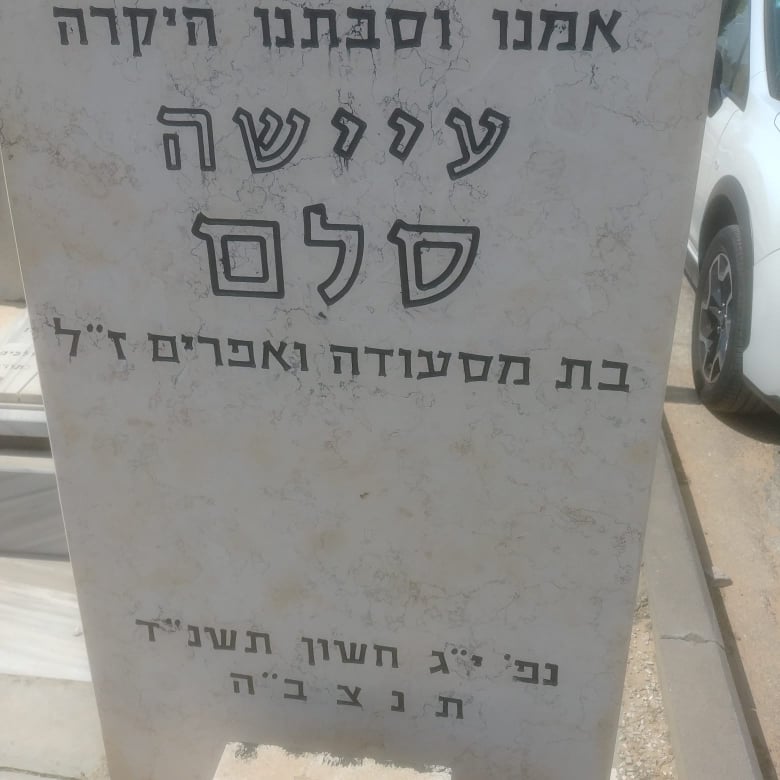 אמנו וסבתנו היקרה
עיישה
סלם
בת מסעודה ואפרים ז"ל
נפ' י"ג חשון תשנ"ד
ת נ צ ב"ה